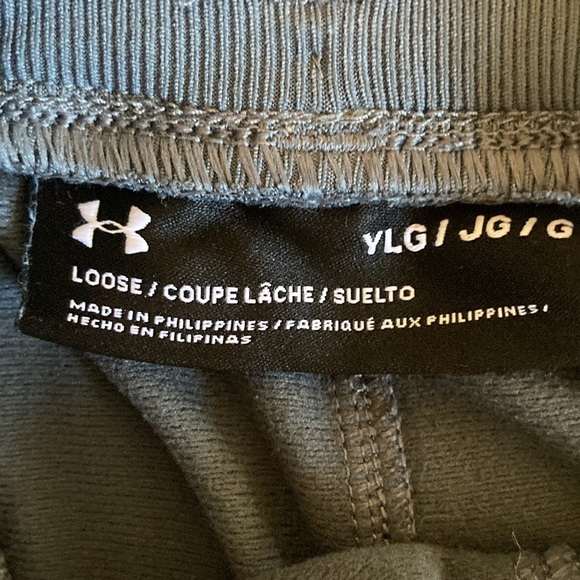 YLG / JG / G
LOOSE / COUPE LÂCHE / SUELTO
MADE IN PHILIPPINES / FABRIQUÉ AUX PHILIPPINES /
HECHO EN FILIPINAS